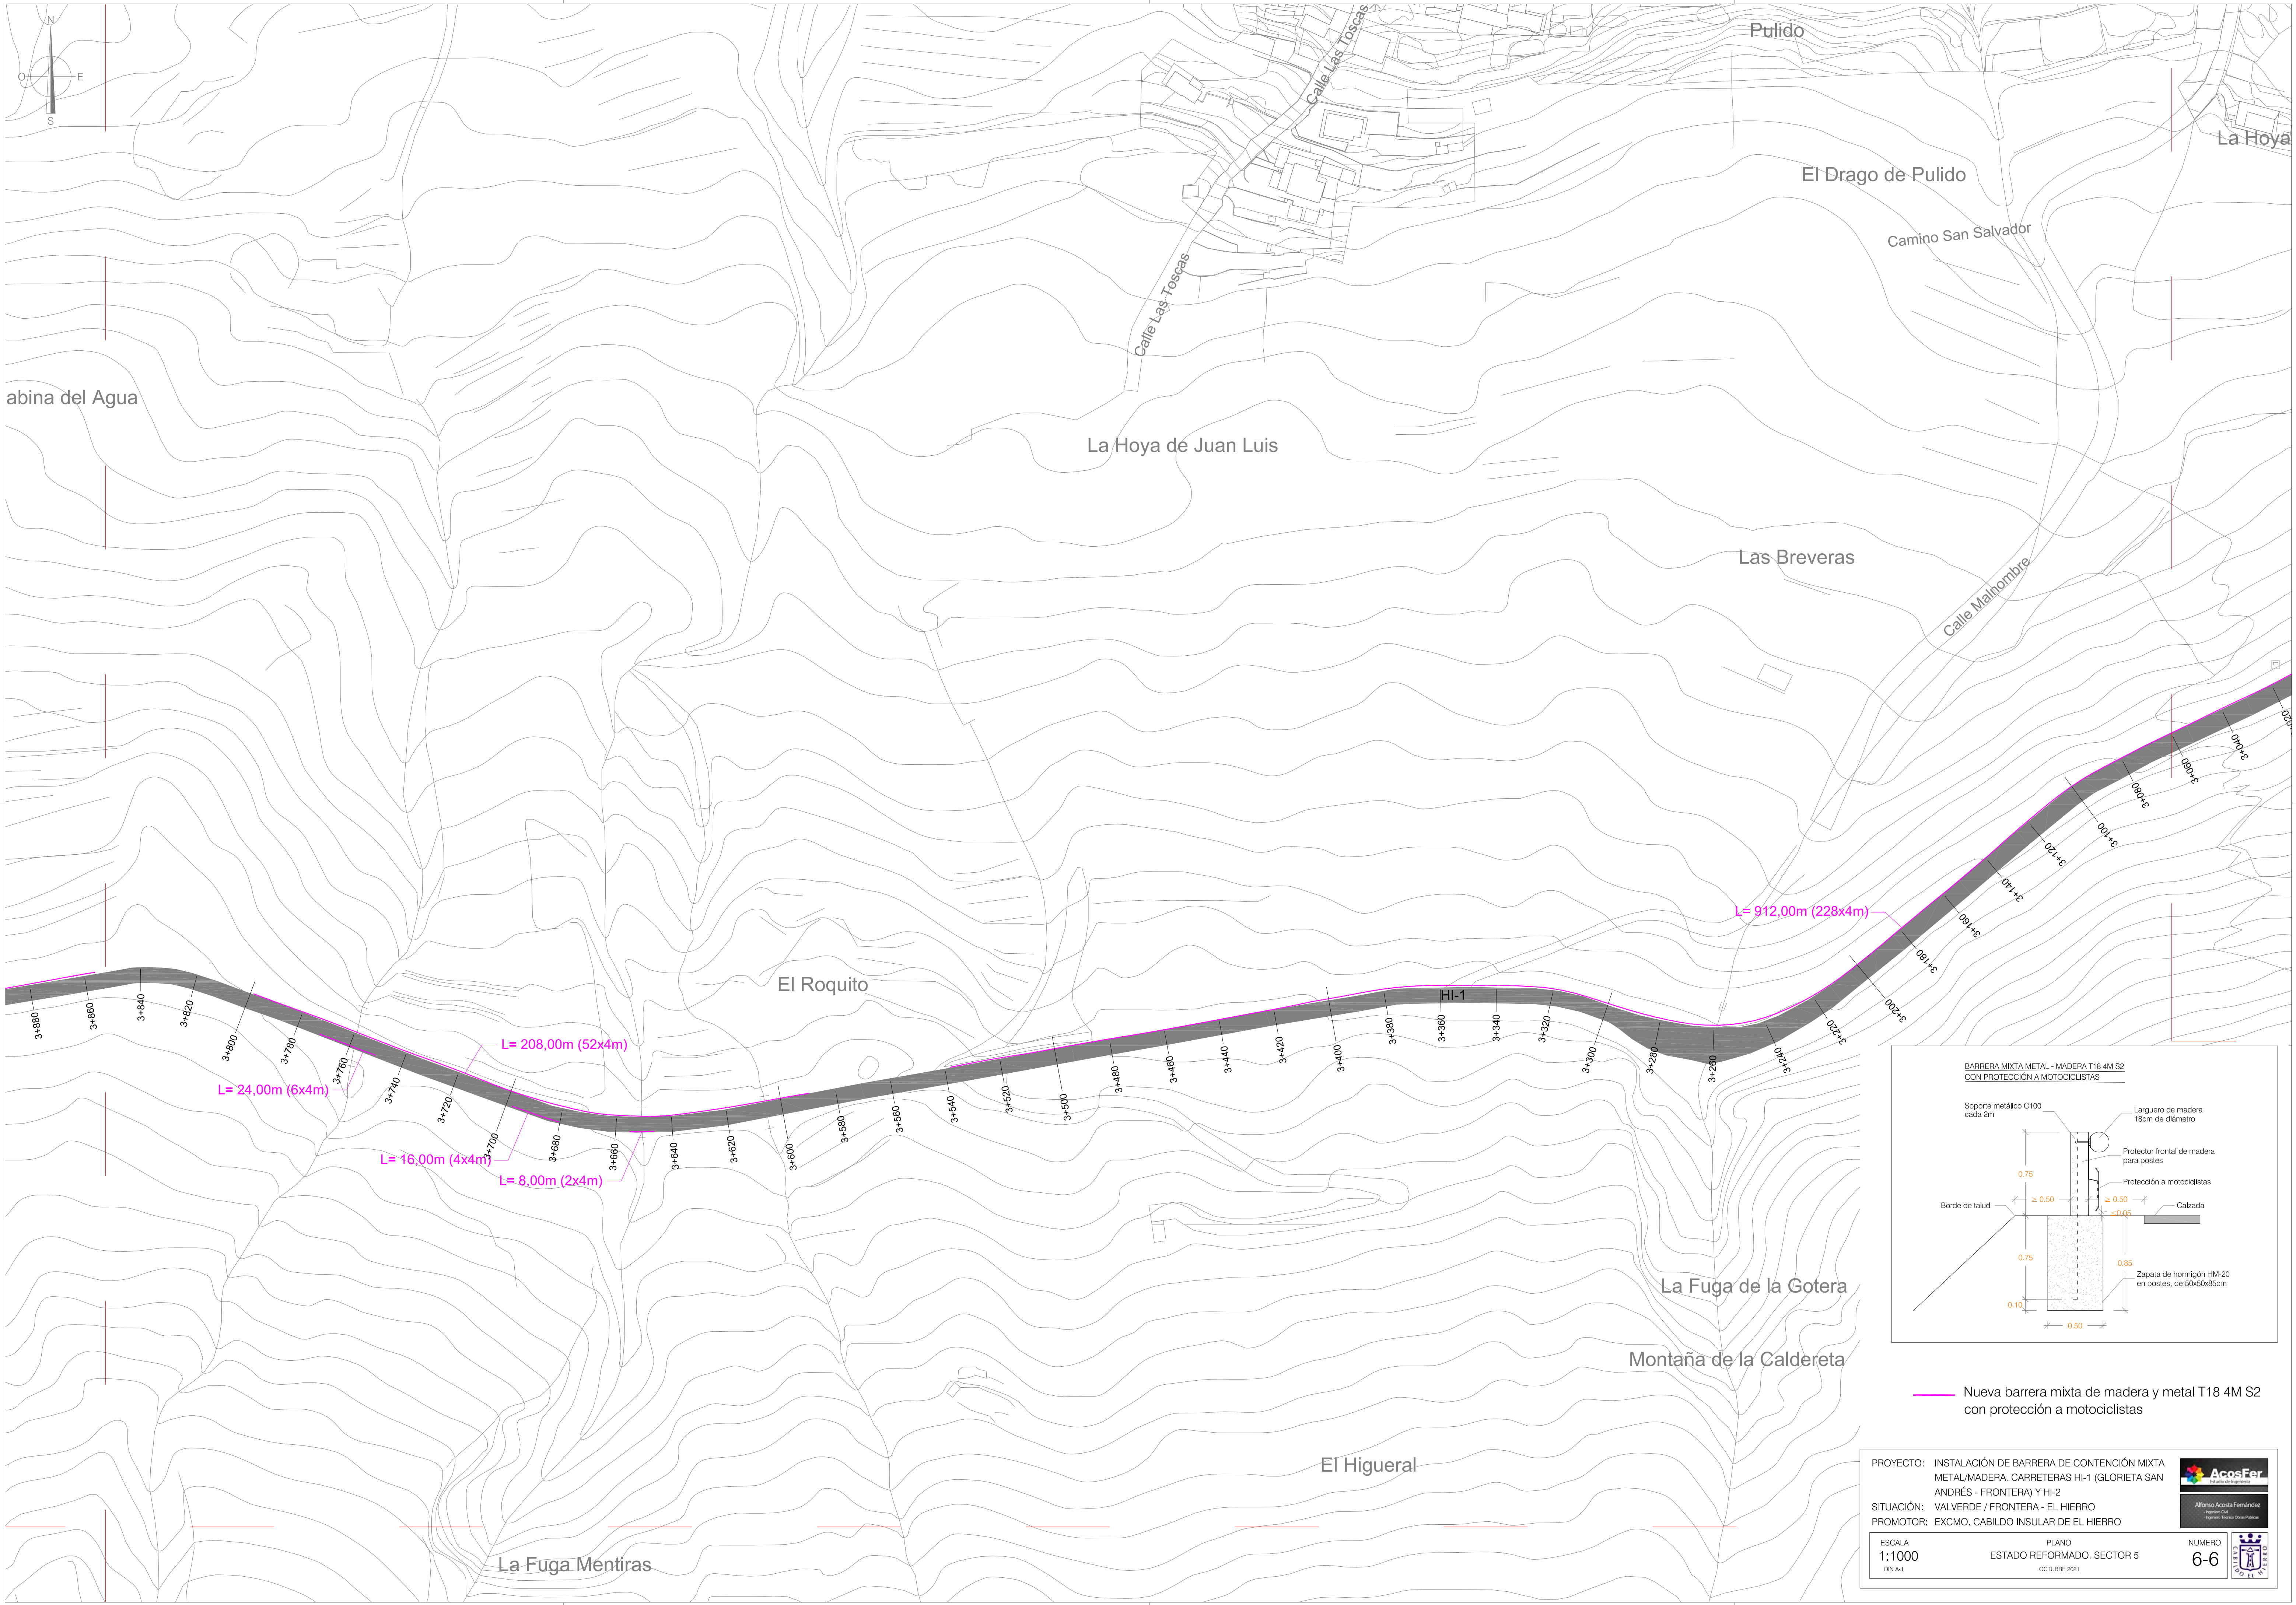 N
O
E
S
Calle Las Toscas
Pulido
La Hoya
El Drago de Pulido
Camino San Salvador
Calle Las Toscas
abina del Agua
La Hoya de Juan Luis
Las Breveras
Calle Malnombre
3+040
3+060
3+080
3+100
3+120
3+140
3+160
3+180
3+200
3+220
3+240
3+260
3+280
3+300
3+320
3+340
3+360
3+380
3+400
3+420
3+440
3+460
3+480
3+500
3+520
3+540
3+560
3+580
3+600
3+620
3+640
3+660
3+680
3+700
3+720
3+740
3+760
3+780
3+800
3+820
3+840
3+860
3+880
HI-1
L= 912,00m (228x4m)
El Roquito
L= 208,00m (52x4m)
L= 24,00m (6x4m)
L= 16,00m (4x4m)
L= 8,00m (2x4m)
La Fuga de la Gotera
Montaña de la Caldereta
El Higueral
La Fuga Mentiras
BARRERA MIXTA METAL - MADERA T18 4M S2
CON PROTECCIÓN A MOTOCICLISTAS
Soporte metálico C100
cada 2m
Larguero de madera
18cm de diámetro
Protector frontal de madera
para postes
Protección a motociclistas
0.75
≥ 0.50
≥ 0.50
Borde de talud
Calzada
0.75
0.85
Zapata de hormigón HM-20
en postes, de 50x50x85cm
0.10
0.50
Nueva barrera mixta de madera y metal T18 4M S2
con protección a motociclistas
PROYECTO: INSTALACIÓN DE BARRERA DE CONTENCIÓN MIXTA
METAL/MADERA. CARRETERAS HI-1 (GLORIETA SAN
ANDRÉS - FRONTERA) Y HI-2
SITUACIÓN: VALVERDE / FRONTERA - EL HIERRO
PROMOTOR: EXCMO. CABILDO INSULAR DE EL HIERRO
AcosFer
Estudio de Ingeniería
Alfonso Acosta Fernández
ESCALA
1:1000
DIN A-1
PLANO
ESTADO REFORMADO. SECTOR 5
OCTUBRE 2021
NUMERO
6-6
CABILDO EL HIERRO